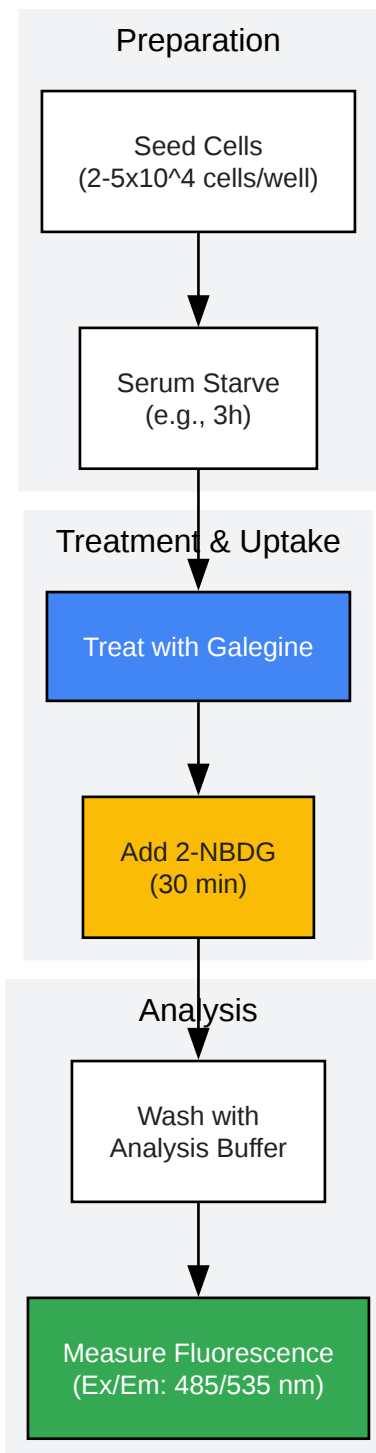 Preparation
Seed Cells
(2-5x10^4 cells/well)
Serum Starve
(e.g., 3h)
Treatment & Uptake
Treat with Galegine
Add 2-NBDG
(30 min)
Analysis
Wash with
Analysis Buffer
Measure Fluorescence
(Ex/Em: 485/535 nm)